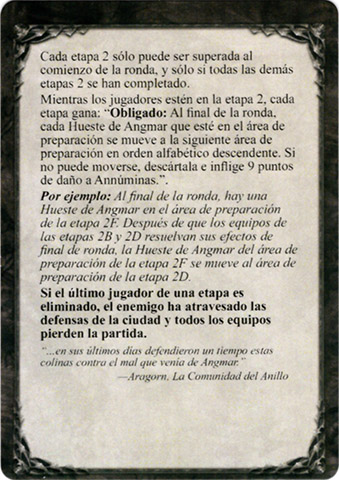 Cada etapa 2 sólo puede ser superada al
comienzo de la ronda, y sólo si todas las demás
etapas 2 se han completado.
Mientras los jugadores estén en la etapa 2, cada
etapa gana: “Obligado: Al final de la ronda,
cada Hueste de Angmar que esté en el área de
preparación se mueve a la siguiente área de
preparación en orden alfabético descendente. Si
no puede moverse, descártala e inflige 9 puntos
de daño a Annúminas.”.
Por ejemplo: Al final de la ronda, hay una
Hueste de Angmar en el área de preparación
de la etapa 2F. Después de que los equipos de
las etapas 2B y 2D resuelvan sus efectos de
final de ronda, la Hueste de Angmar del área de
preparación de la etapa 2F se mueve al área de
preparación de la etapa 2D.
Si el último jugador de una etapa es
eliminado, el enemigo ha atravesado las
defensas de la ciudad y todos los equipos
pierden la partida.
“...en sus últimos días defendieron un tiempo estas
colinas contra el mal que venía de Angmar.”
—Aragorn, La Comunidad del Anillo